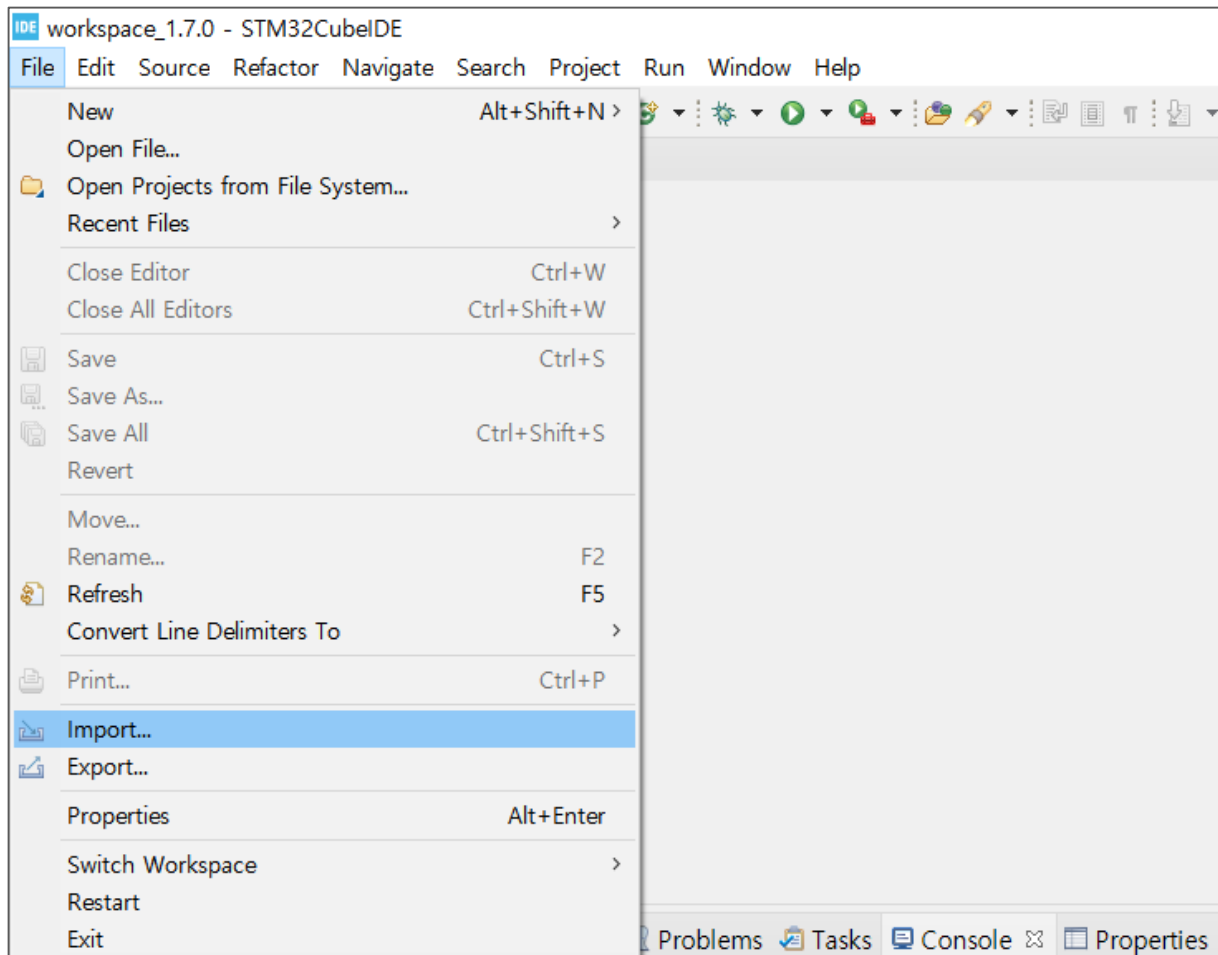 IDE workspace_1.7.0 - STM32CubeIDE
File Edit Source Refactor Navigate Search Project Run Window Help
New Alt+Shift+N >
Open File...
Open Projects from File System...
Recent Files >
Close Editor Ctrl+W
Close All Editors Ctrl+Shift+W
Save Ctrl+S
Save As...
Save All Ctrl+Shift+S
Revert
Move...
Rename... F2
Refresh F5
Convert Line Delimiters To >
Print... Ctrl+P
Import...
Export...
Properties Alt+Enter
Switch Workspace >
Restart
Exit
Problems Tasks Console Properties